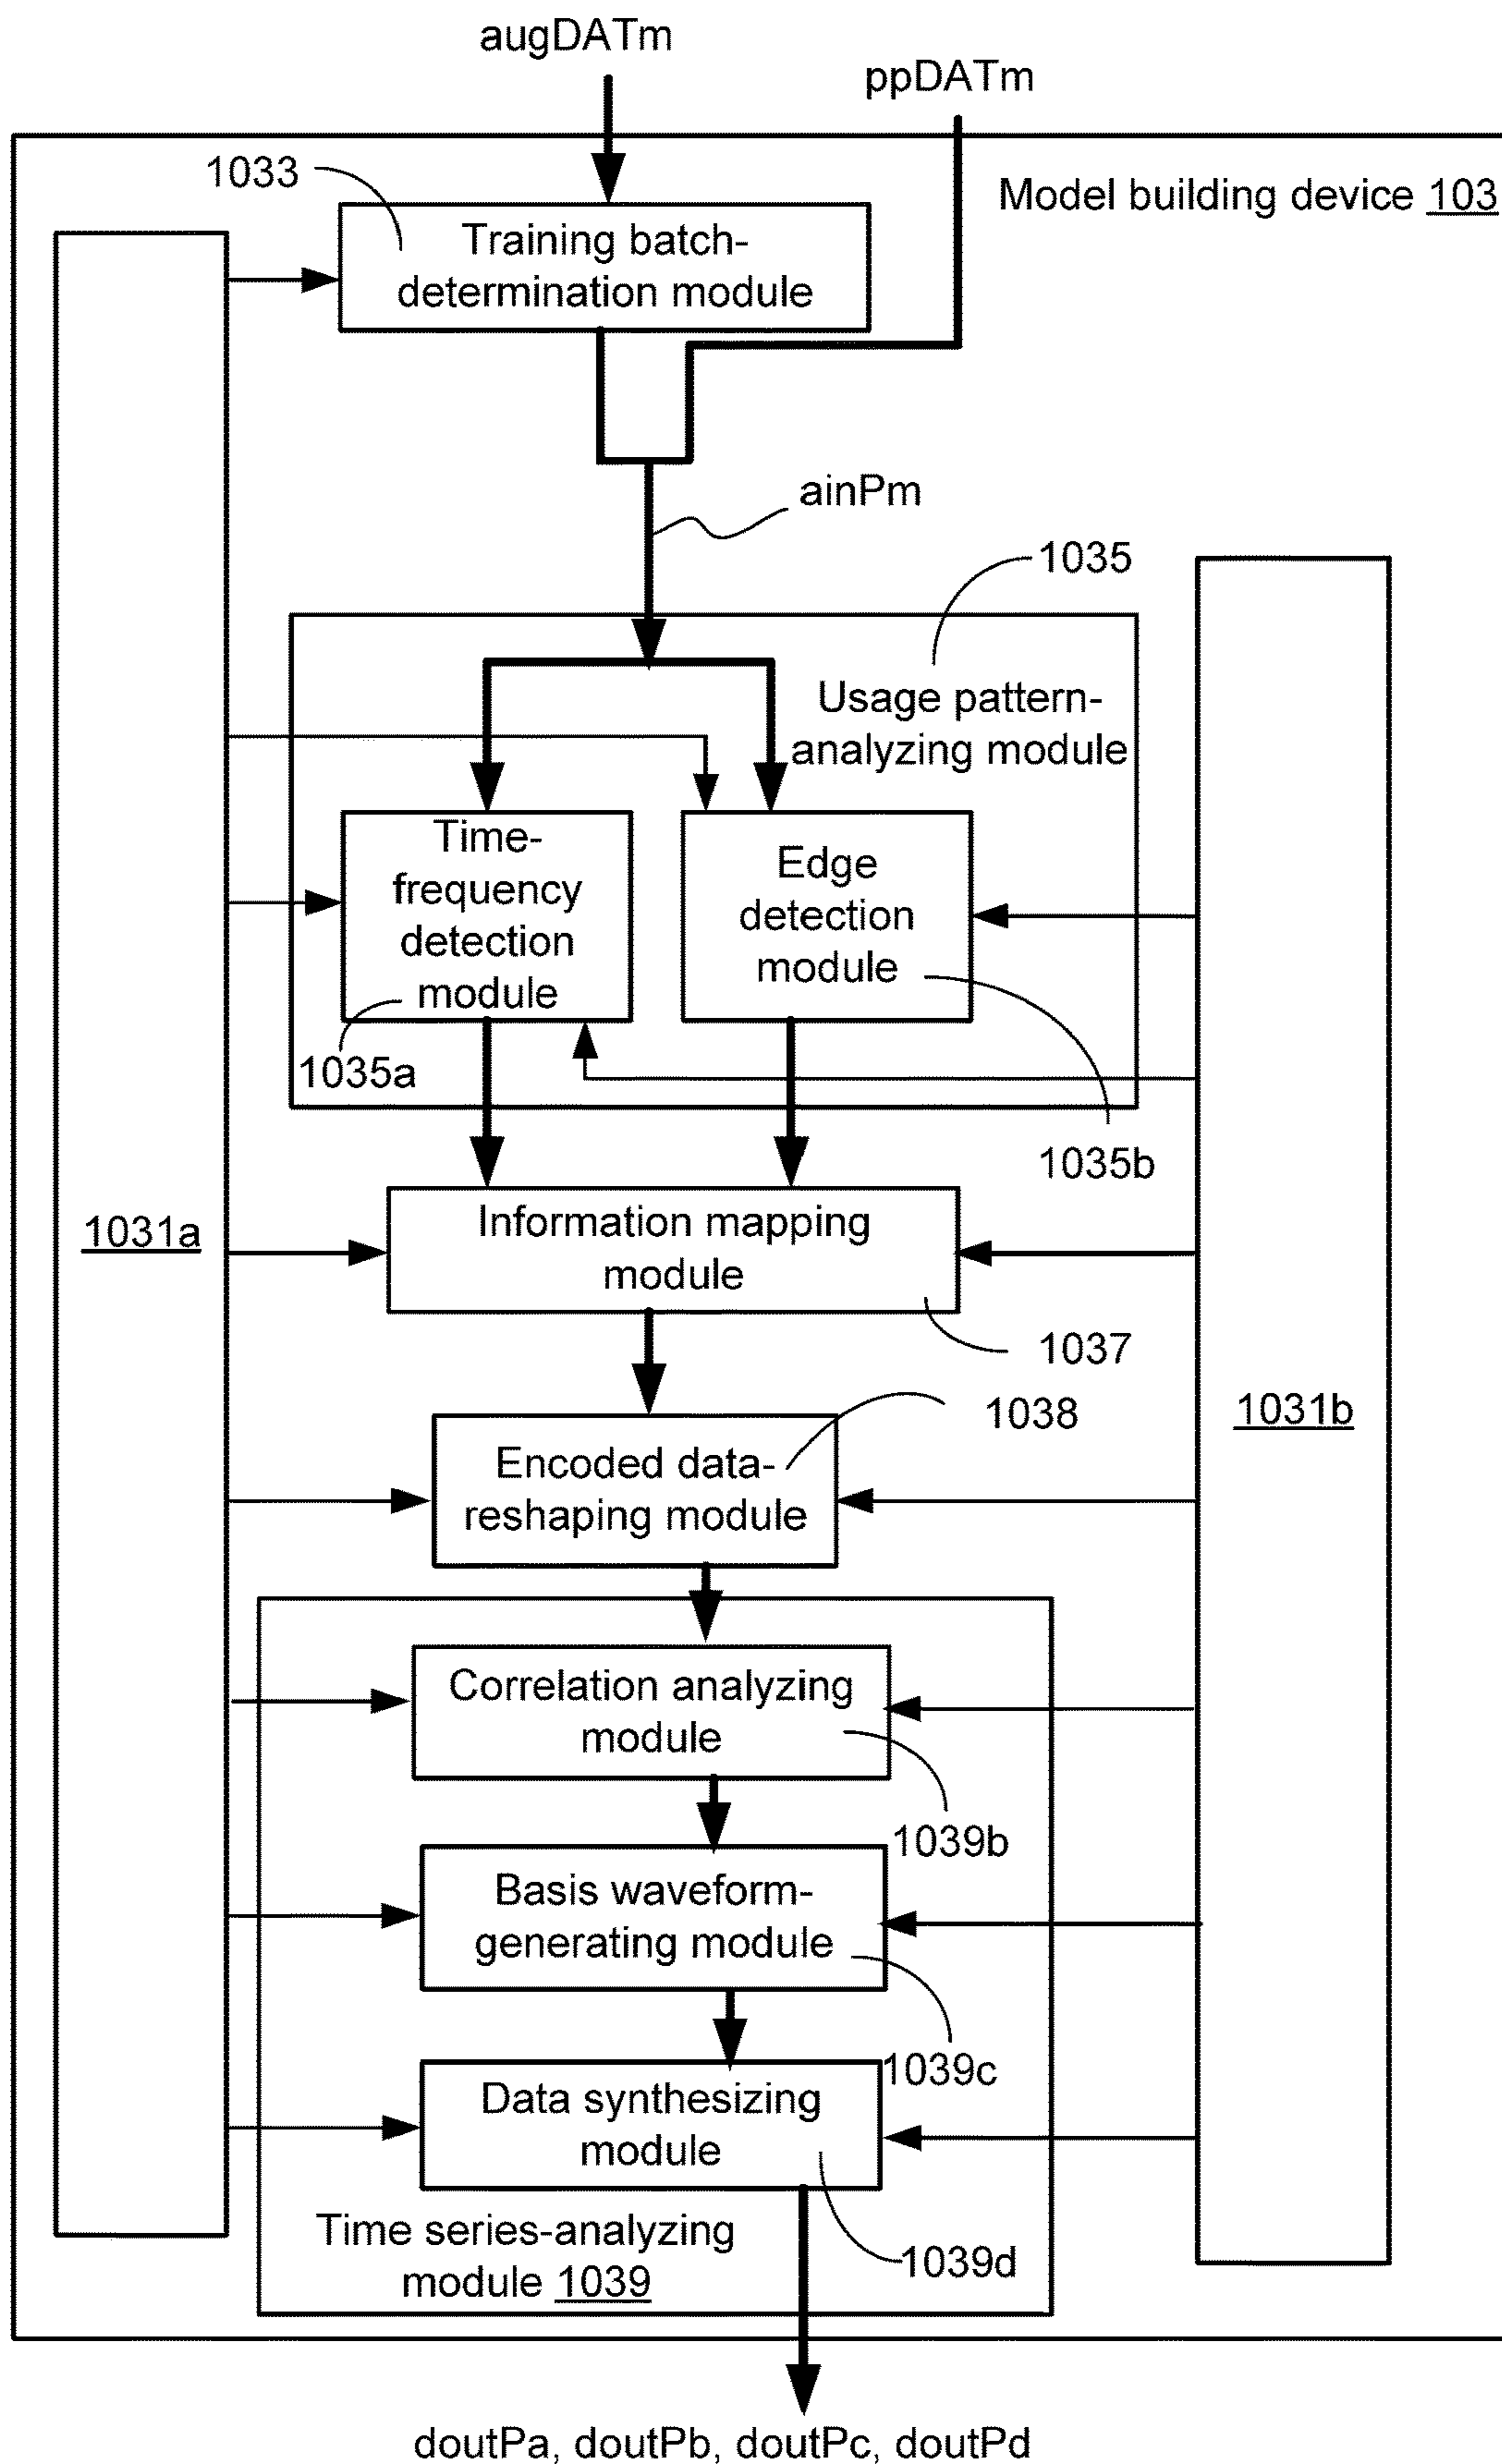 augDATm
ppDATm
1033
Model building device 103
Training batch-
determination module
ainPm
1035
Usage pattern-
analyzing module
Time-
frequency
detection
module
Edge
detection
module
1035a
1035b
1031a
Information mapping
module
1037
1038
1031b
Encoded data-
reshaping module
Correlation analyzing
module
1039b
Basis waveform-
generating module
1039c
Data synthesizing
module
Time series-analyzing
module 1039
1039d
doutPa, doutPb, doutPc, doutPd